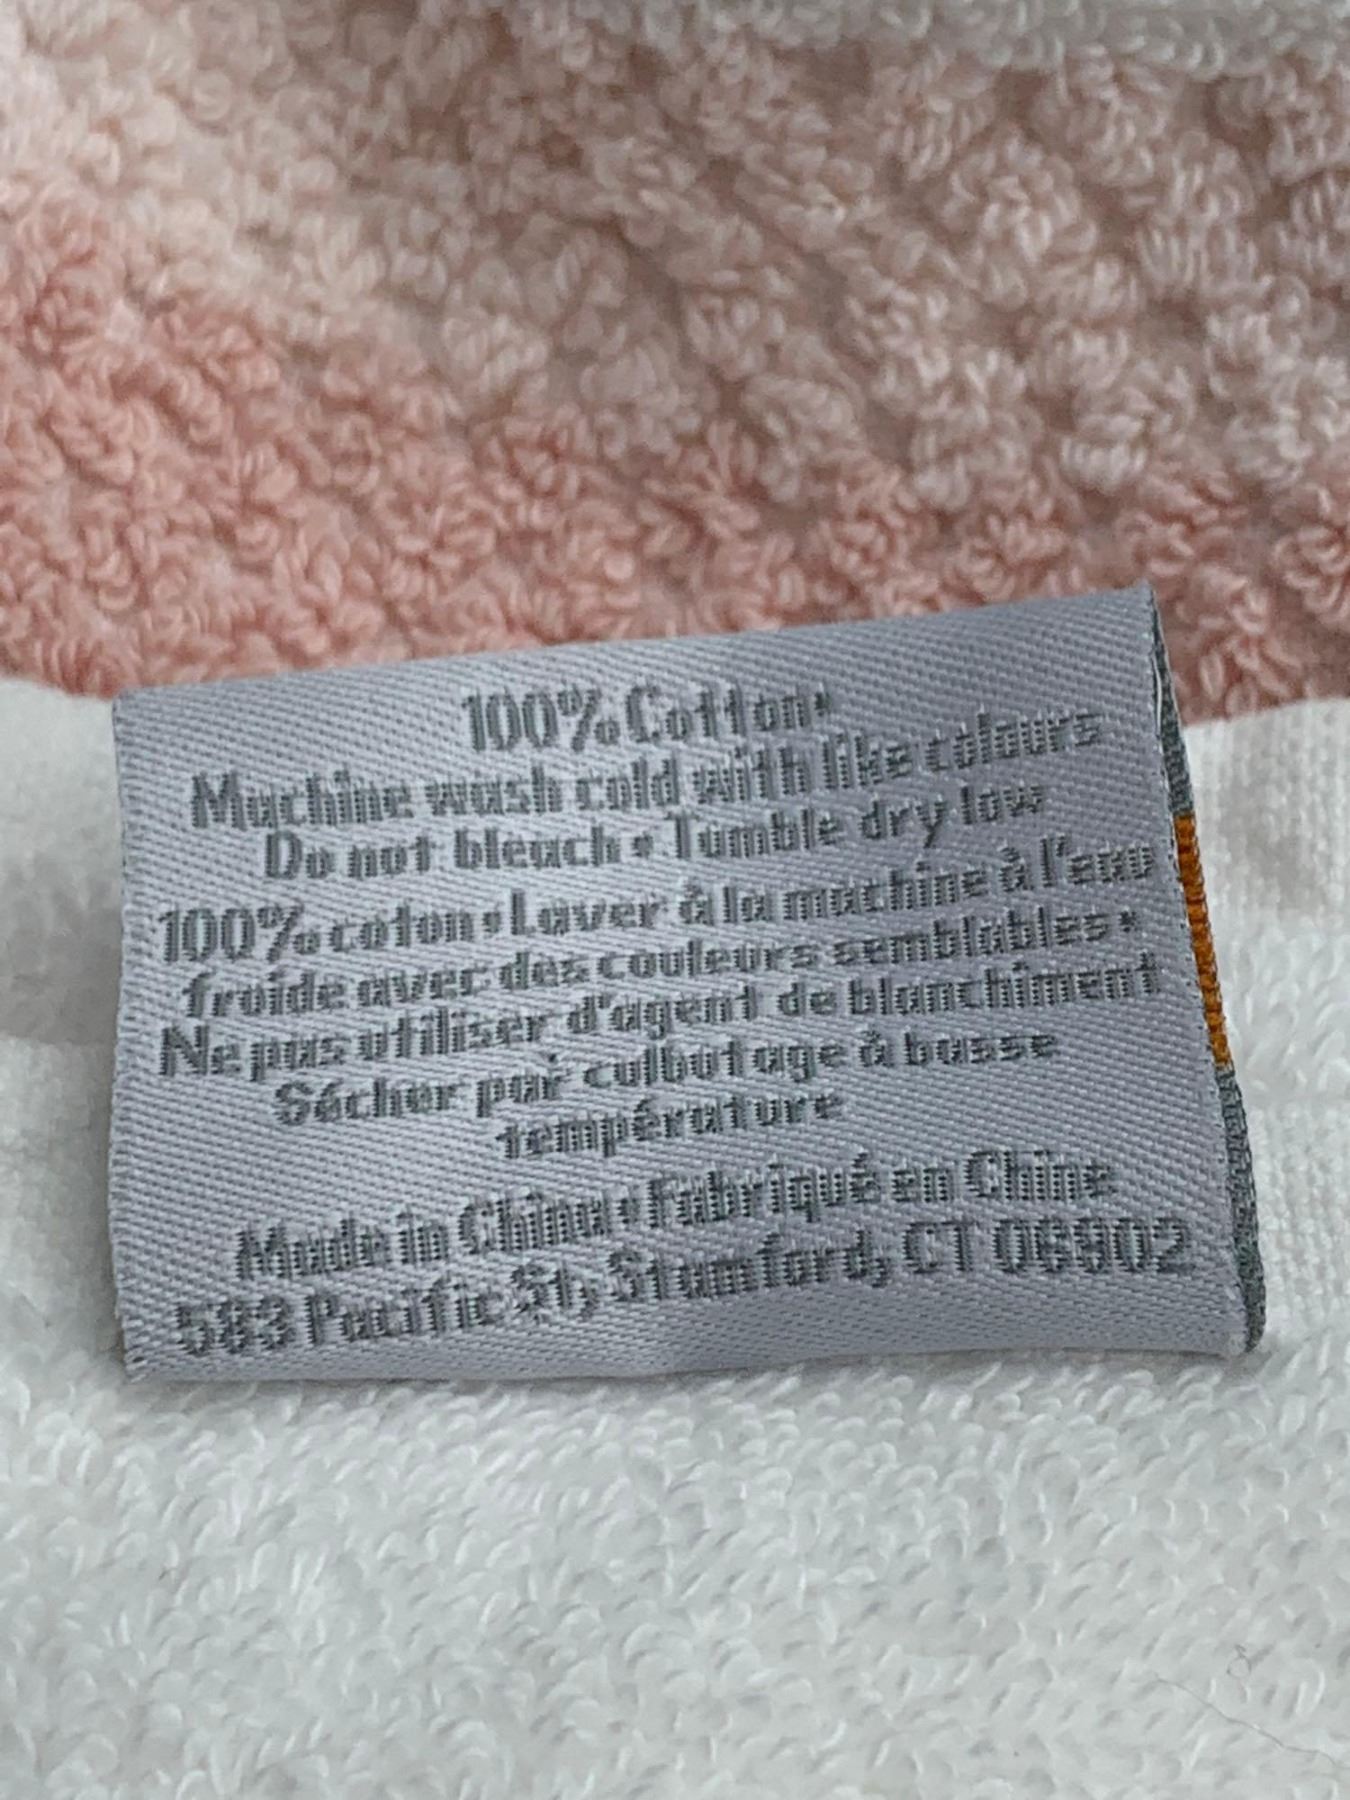 100% Cotton•
Machine wash cold with like colours
Do not bleach • Tumble dry low
100% coton • Laver à la machine à l'eau
froide avec des couleurs semblables •
Ne pas utiliser d'agent de blanchiment
Sécher par culbutage à basse
température
Made in China • Fabriqué en Chine
583 Pacific St, Stamford, CT 06902